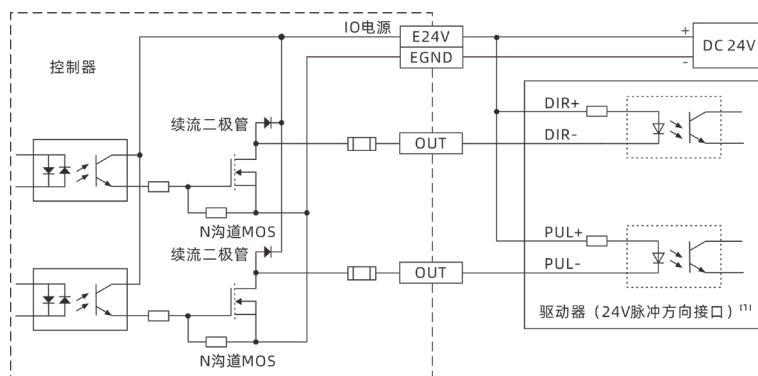 IO电源
E24V
EGND
+
-
DC 24V
控制器
续流二极管
OUT
N沟道MOS
续流二极管
OUT
N沟道MOS
DIR+
DIR-
PUL+
PUL-
驱动器（24V脉冲方向接口）[1]